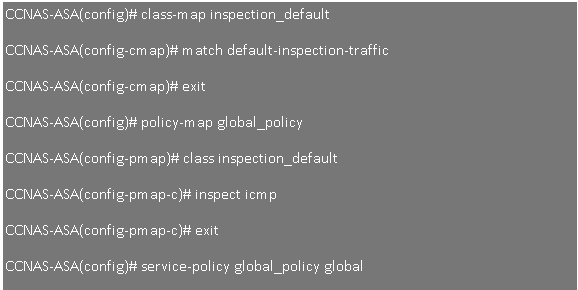 CCNAS-ASA(config)# class-map inspection_default
CCNAS-ASA(config-cmap)# match default-inspection-traffic
CCNAS-ASA(config-cmap)# exit
CCNAS-ASA(config)# policy-map global_policy
CCNAS-ASA(config-pmap)# class inspection_default
CCNAS-ASA(config-pmap-c)# inspect icmp
CCNAS-ASA(config-pmap-c)# exit
CCNAS-ASA(config)# service-policy global_policy global